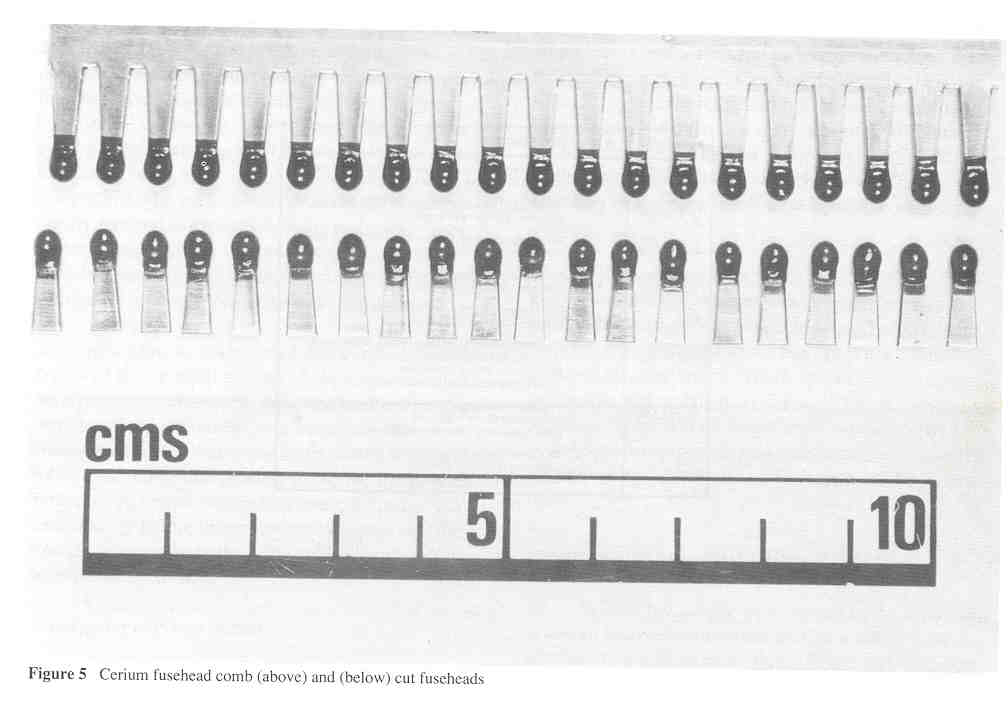 cms
5
10
Figure 5 Cerium fusehead comb (above) and (below) cut fuseheads